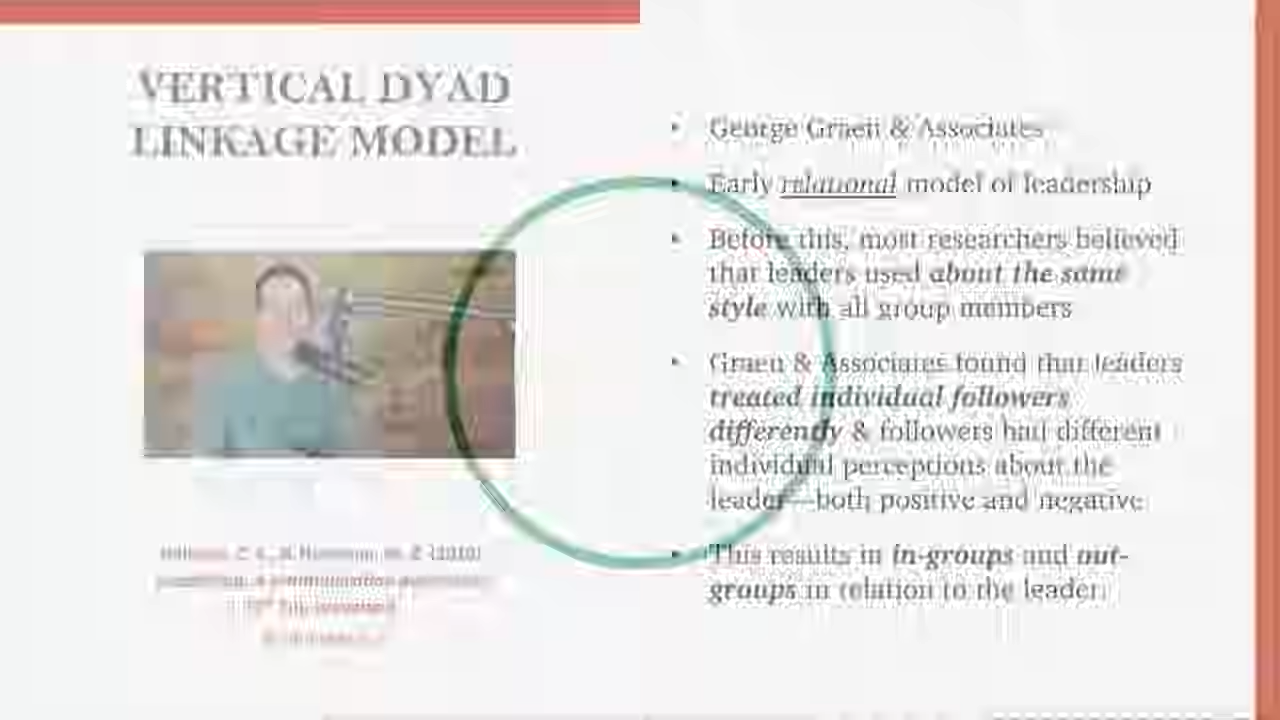 VERTICAL DYAD
LINKAGE MODEL
• George Graen & Associates
• Early relational model of leadership
• Before this, most researchers believed
that leaders used about the same
style with all group members
• Graen & Associates found that leaders
treated individual followers
differently & followers had different
individual perceptions about the
leader—both positive and negative
• This results in in-groups and out-
groups in relation to the leader.